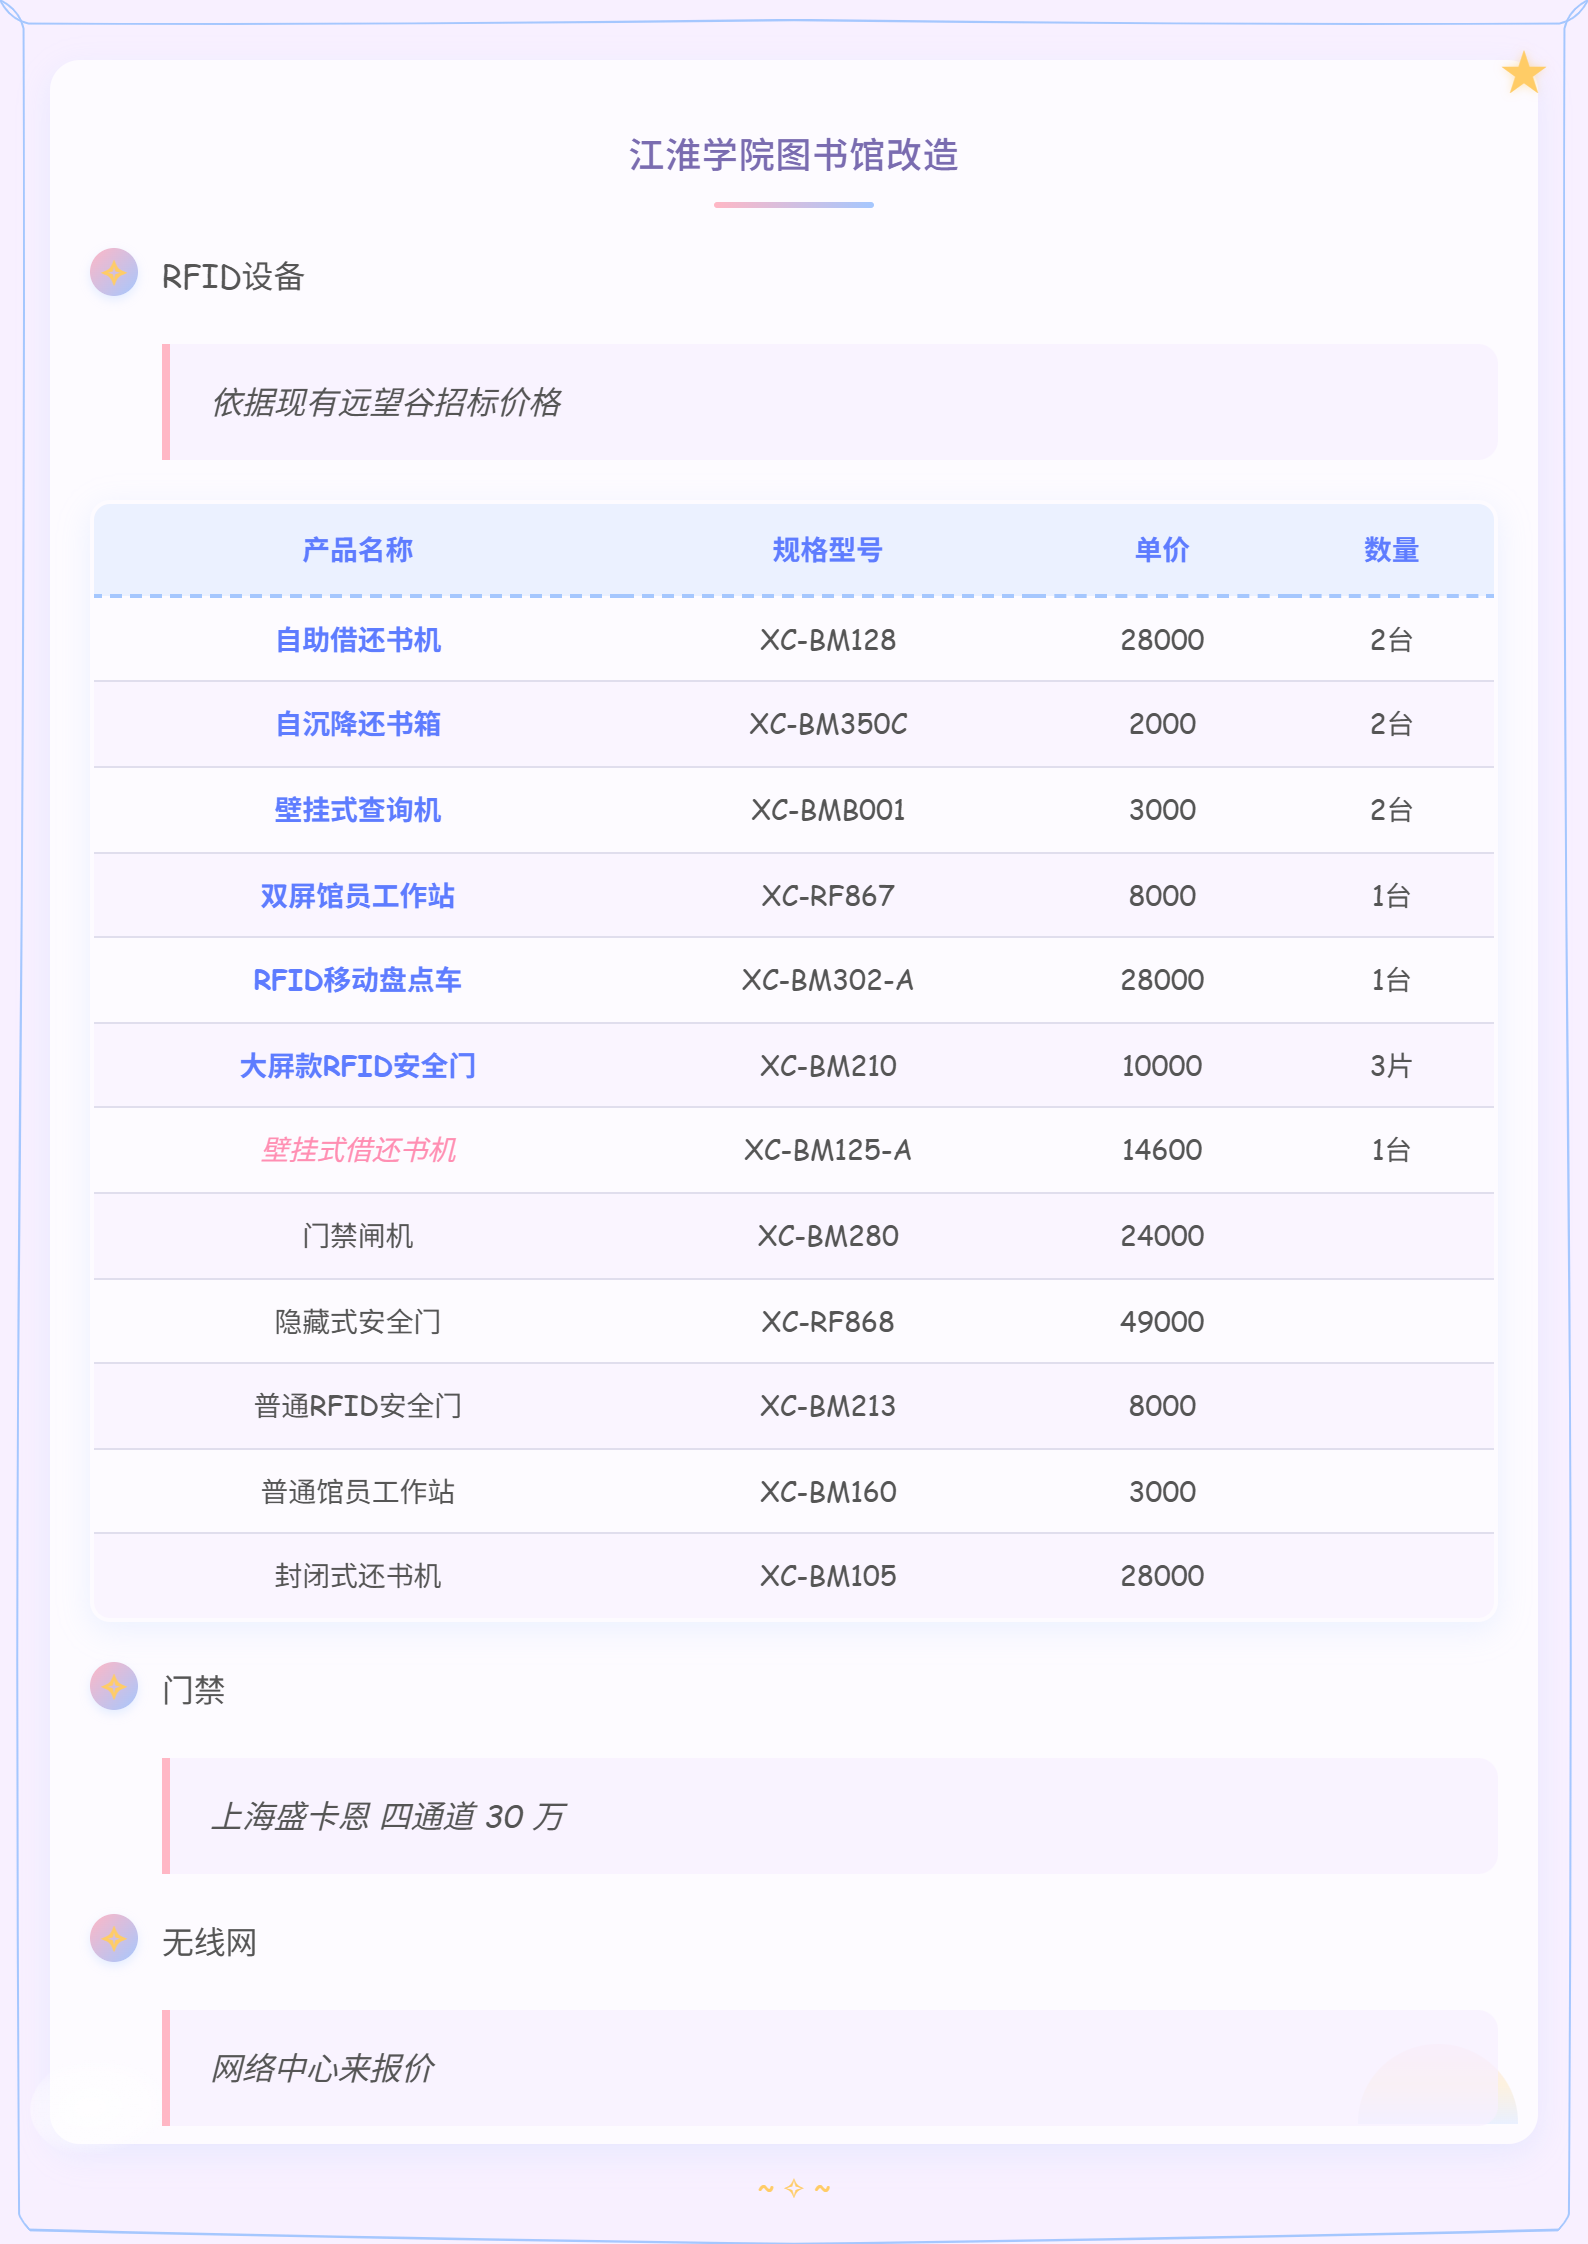 江淮学院图书馆改造
RFID设备
依据现有远望谷招标价格
产品名称 规格型号 单价 数量
自助借还书机 XC-BM128 28000 2台
自沉降还书箱 XC-BM350C 2000 2台
壁挂式查询机 XC-BMB001 3000 2台
双屏馆员工作站 XC-RF867 8000 1台
RFID移动盘点车 XC-BM302-A 28000 1台
大屏款RFID安全门 XC-BM210 10000 3片
壁挂式借还书机 XC-BM125-A 14600 1台
门禁闸机 XC-BM280 24000
隐藏式安全门 XC-RF868 49000
普通RFID安全门 XC-BM213 8000
普通馆员工作站 XC-BM160 3000
封闭式还书机 XC-BM105 28000
门禁
上海盛卡恩 四通道 30 万
无线网
网络中心来报价
~ ✧ ~